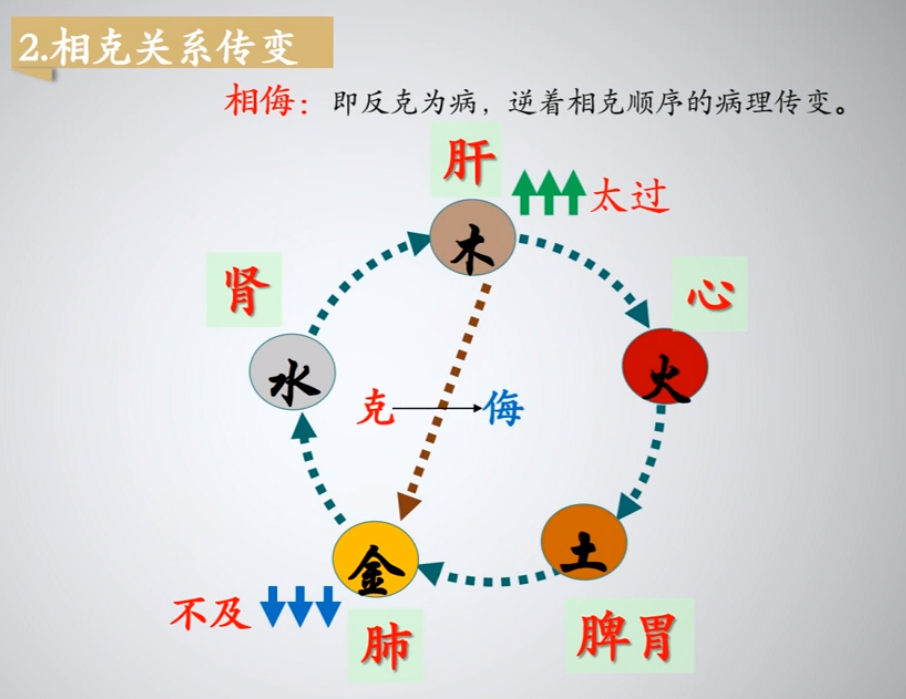 2.相克关系传变
相侮：即反克为病，逆着相克顺序的病理传变。
肝
太过
木
肾
心
水
火
克
侮
金
土
不及
肺
脾胃